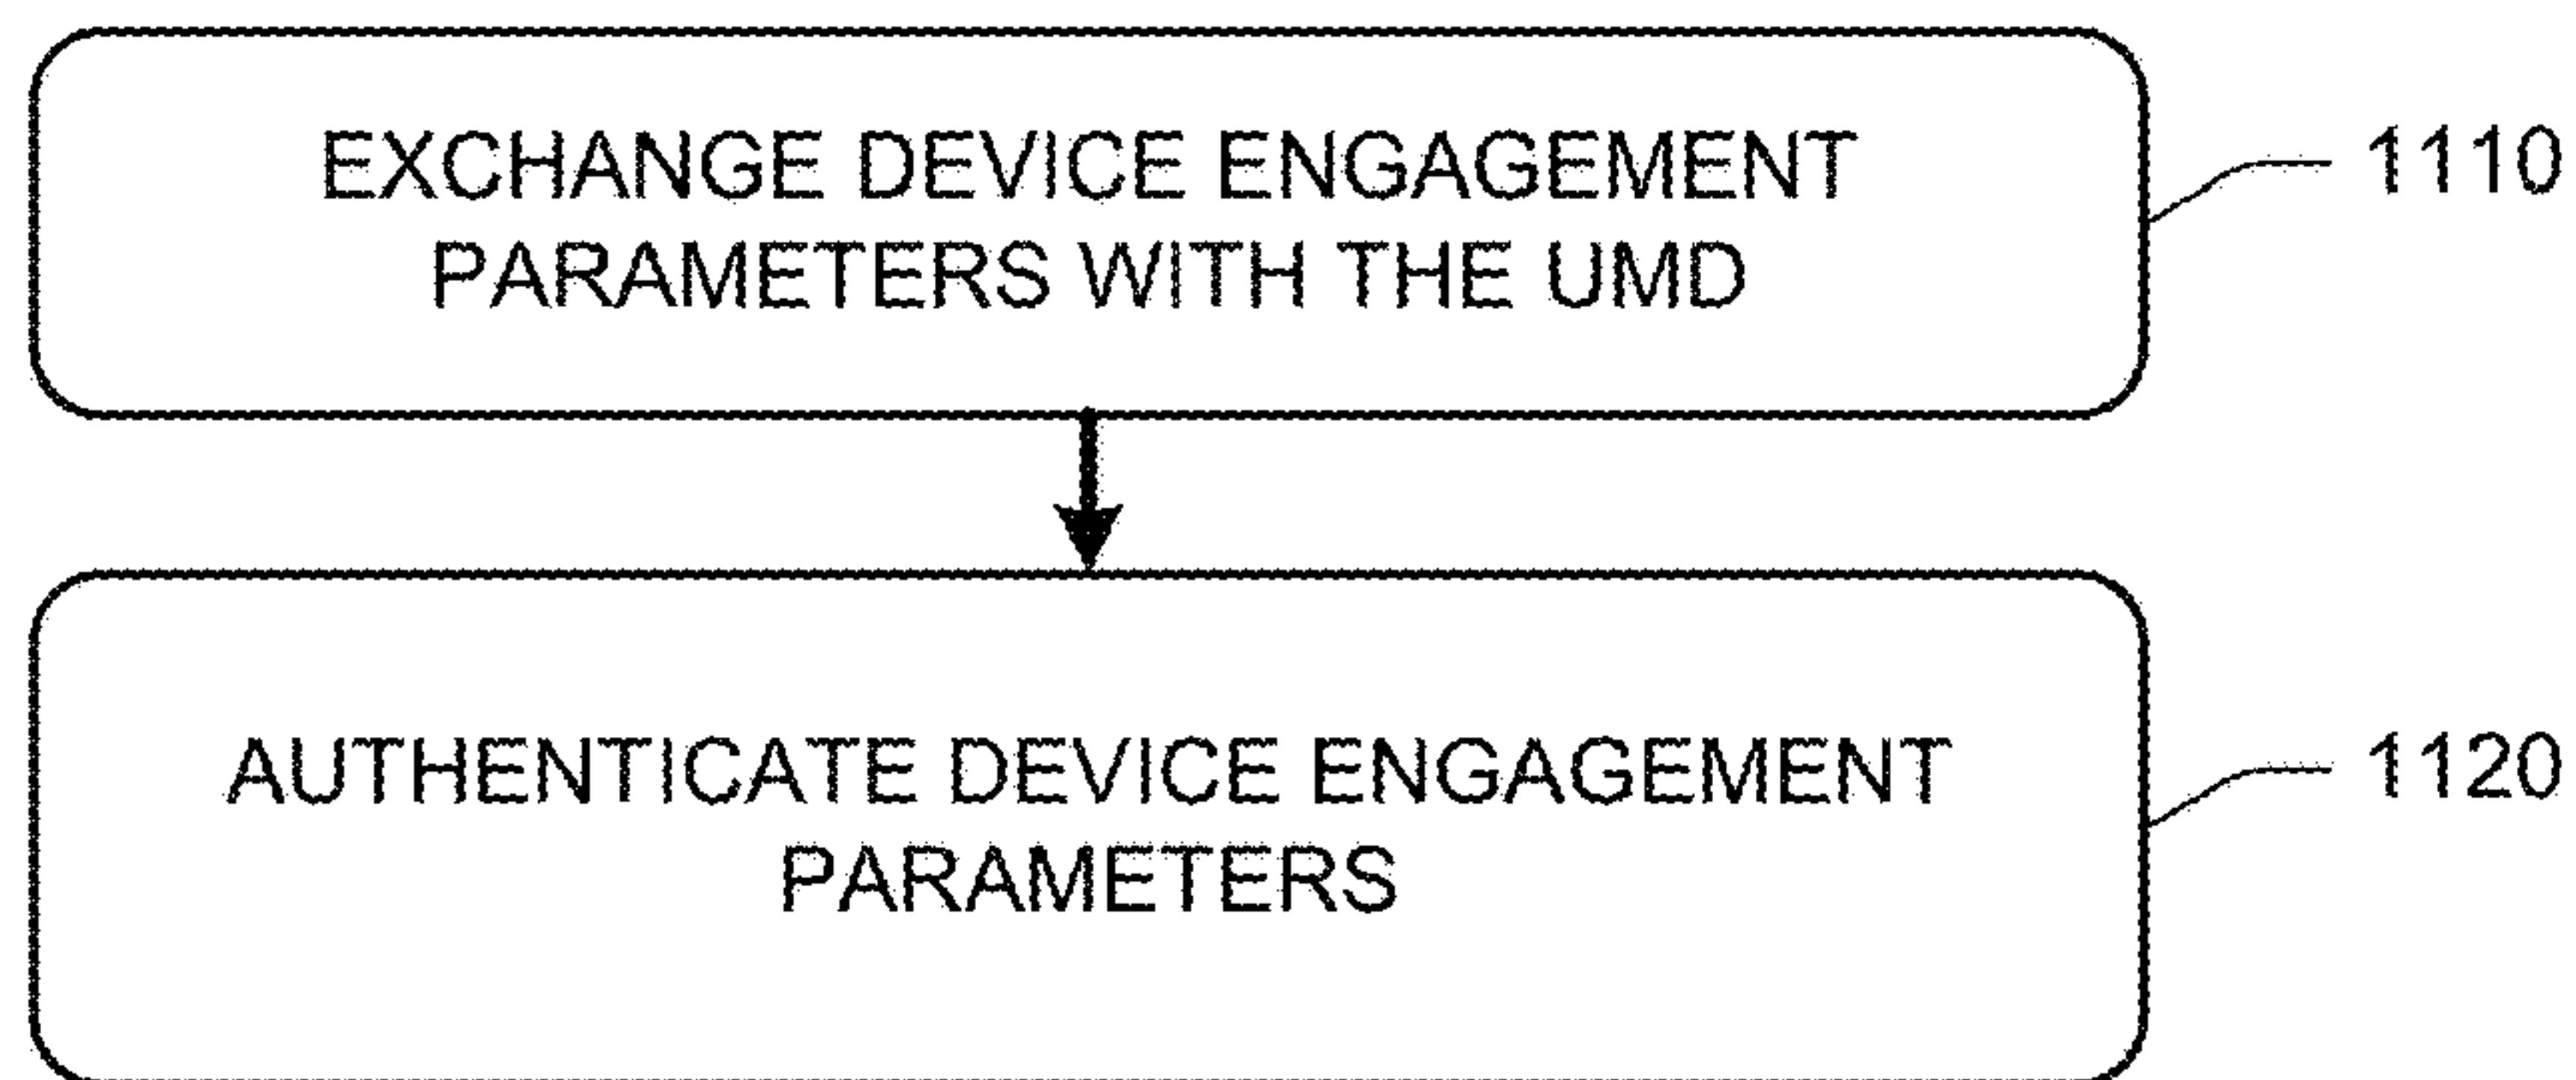 EXCHANGE DEVICE ENGAGEMENT
PARAMETERS WITH THE UMD
1110
AUTHENTICATE DEVICE ENGAGEMENT
PARAMETERS
1120